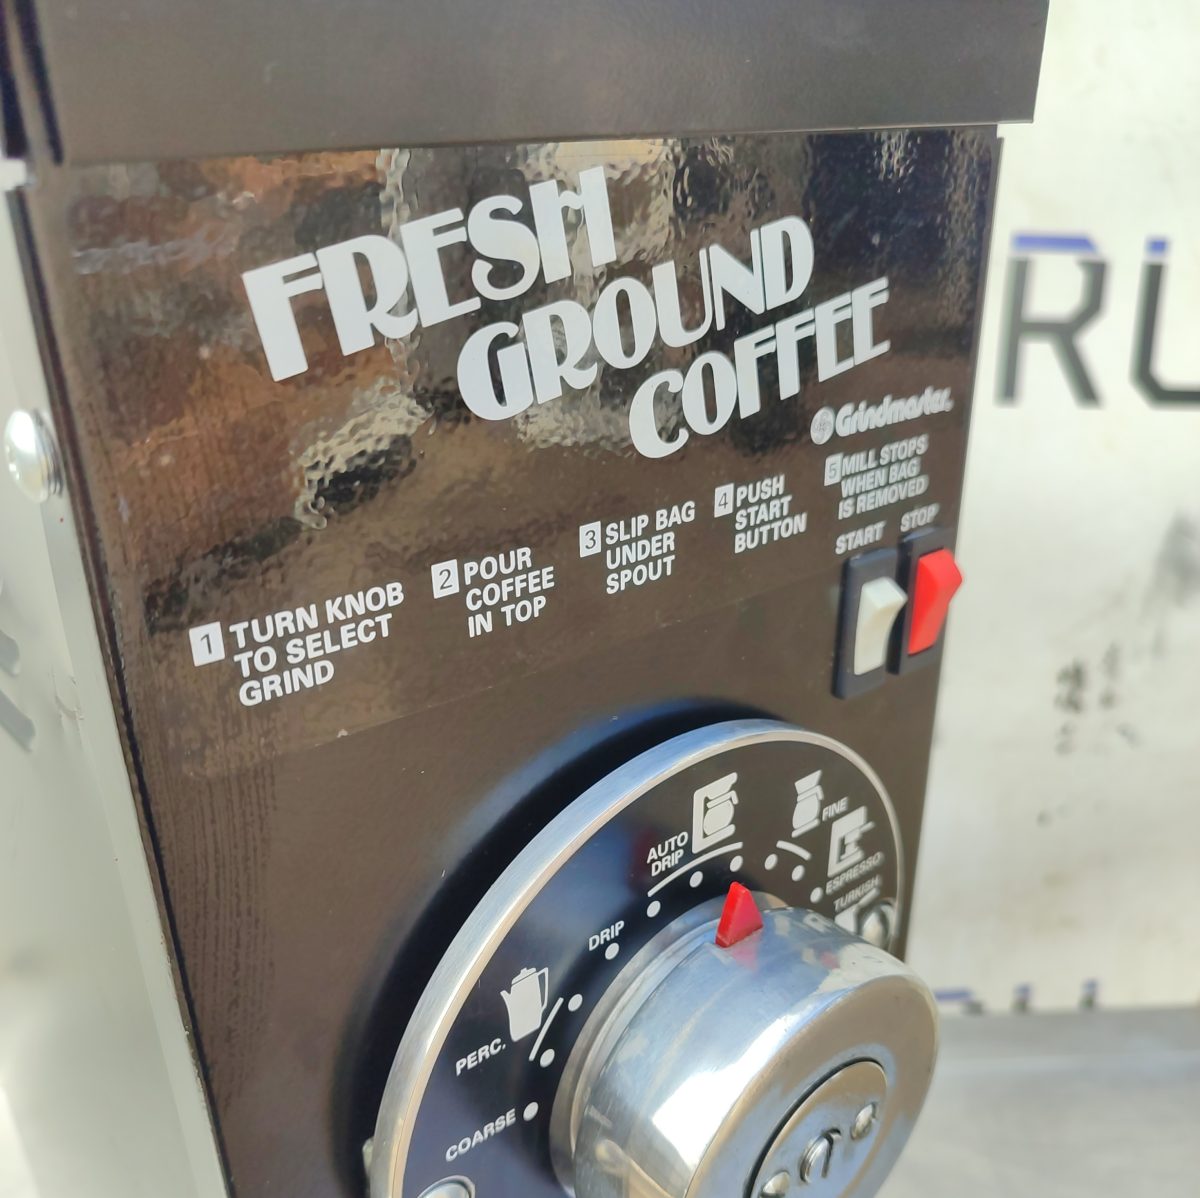 FRESH
GROUND
COFFEE
Grindmaster
1 TURN KNOB
TO SELECT
GRIND
2 POUR
COFFEE
IN TOP
3 SLIP BAG
UNDER
SPOUT
4 PUSH
START
BUTTON
5 MILL STOPS
WHEN BAG
IS REMOVED
START
STOP
AUTO
DRIP
FINE
ESPRESSO
TURKISH
DRIP
PERC.
COARSE